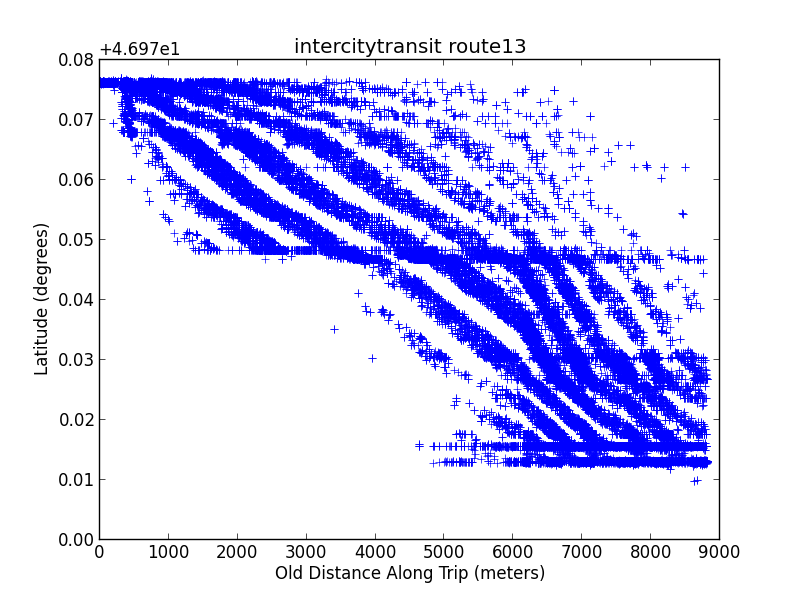 intercitytransit route13
+4.697e1
0.08
0.07
0.06
0.05
0.04
0.03
0.02
0.01
0.00
Latitude (degrees)
0 1000 2000 3000 4000 5000 6000 7000 8000 9000
Old Distance Along Trip (meters)